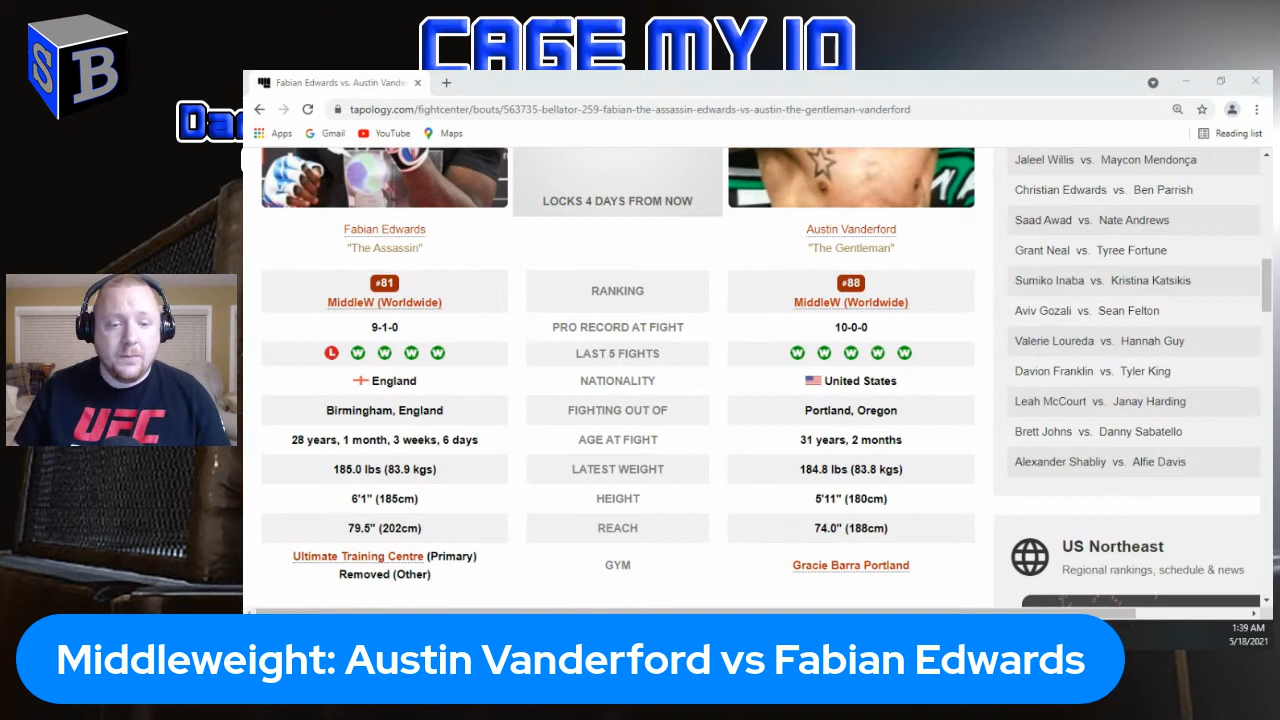 S B
CAGE MY IQ
Fabian Edwards vs. Austin Vande
tapology.com/fightcenter/bouts/563735-bellator-259-fabian-the-assassin-edwards-vs-austin-the-gentleman-vanderford
Apps Gmail YouTube Maps Reading list
LOCKS 4 DAYS FROM NOW
Fabian Edwards
"The Assassin"
Austin Vanderford
"The Gentleman"
#81
MiddleW (Worldwide)
RANKING
#88
MiddleW (Worldwide)
9-1-0 PRO RECORD AT FIGHT 10-0-0
L W W W W LAST 5 FIGHTS W W W W W
England NATIONALITY United States
Birmingham, England FIGHTING OUT OF Portland, Oregon
28 years, 1 month, 3 weeks, 6 days AGE AT FIGHT 31 years, 2 months
185.0 lbs (83.9 kgs) LATEST WEIGHT 184.8 lbs (83.8 kgs)
6'1" (185cm) HEIGHT 5'11" (180cm)
79.5" (202cm) REACH 74.0" (188cm)
Ultimate Training Centre (Primary)
Removed (Other)
GYM
Gracie Barra Portland
Jaleel Willis vs. Maycon Mendonça
Christian Edwards vs. Ben Parrish
Saad Awad vs. Nate Andrews
Grant Neal vs. Tyree Fortune
Sumiko Inaba vs. Kristina Katsikis
Aviv Gozali vs. Sean Felton
Valerie Loureda vs. Hannah Guy
Davion Franklin vs. Tyler King
Leah McCourt vs. Janay Harding
Brett Johns vs. Danny Sabatello
Alexander Shabliy vs. Alfie Davis
US Northeast
Regional rankings, schedule & news
UFC
1:39 AM
5/18/2021
Middleweight: Austin Vanderford vs Fabian Edwards